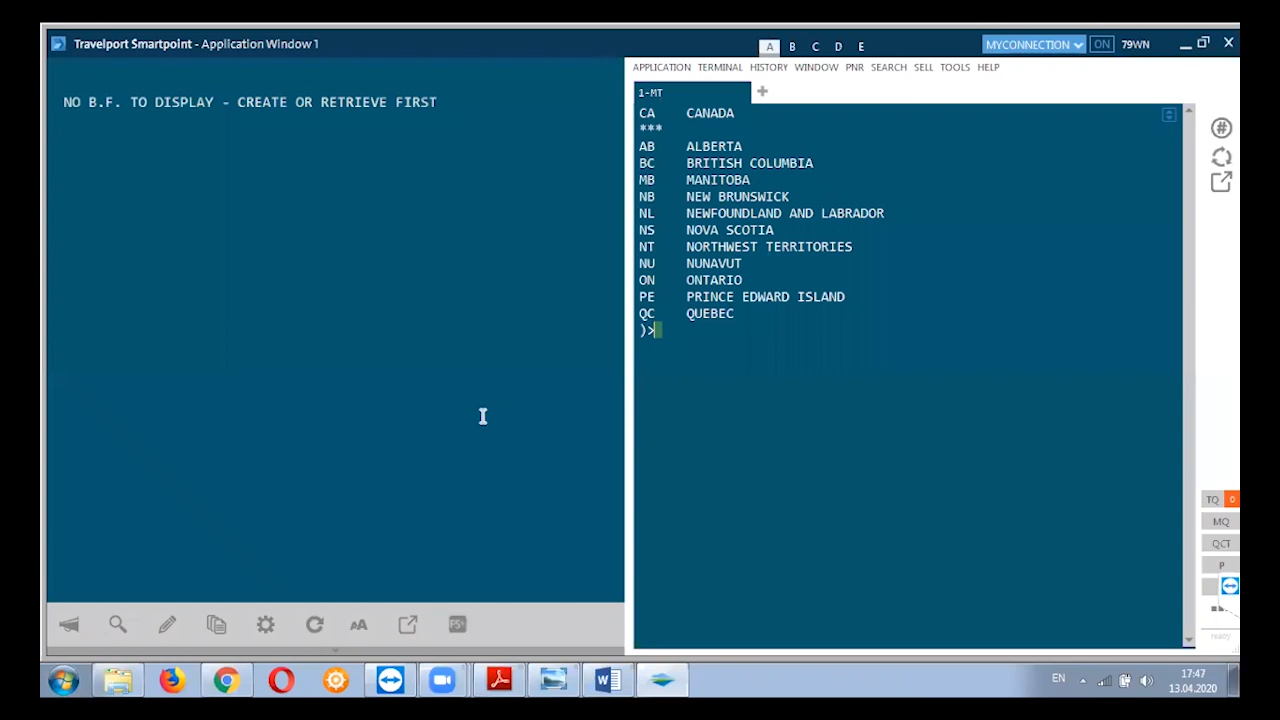 Travelport Smartpoint - Application Window 1
A B C D E
MYCONNECTION ON 79WN
APPLICATION TERMINAL HISTORY WINDOW PNR SEARCH SELL TOOLS HELP
NO B.F. TO DISPLAY - CREATE OR RETRIEVE FIRST
1-MT
CA CANADA
***
AB ALBERTA
BC BRITISH COLUMBIA
MB MANITOBA
NB NEW BRUNSWICK
NL NEWFOUNDLAND AND LABRADOR
NS NOVA SCOTIA
NT NORTHWEST TERRITORIES
NU NUNAVUT
ON ONTARIO
PE PRINCE EDWARD ISLAND
QC QUEBEC
)>
TQ 0
MQ
QCT
P
ready
AA
PS+
EN
17:47
13.04.2020